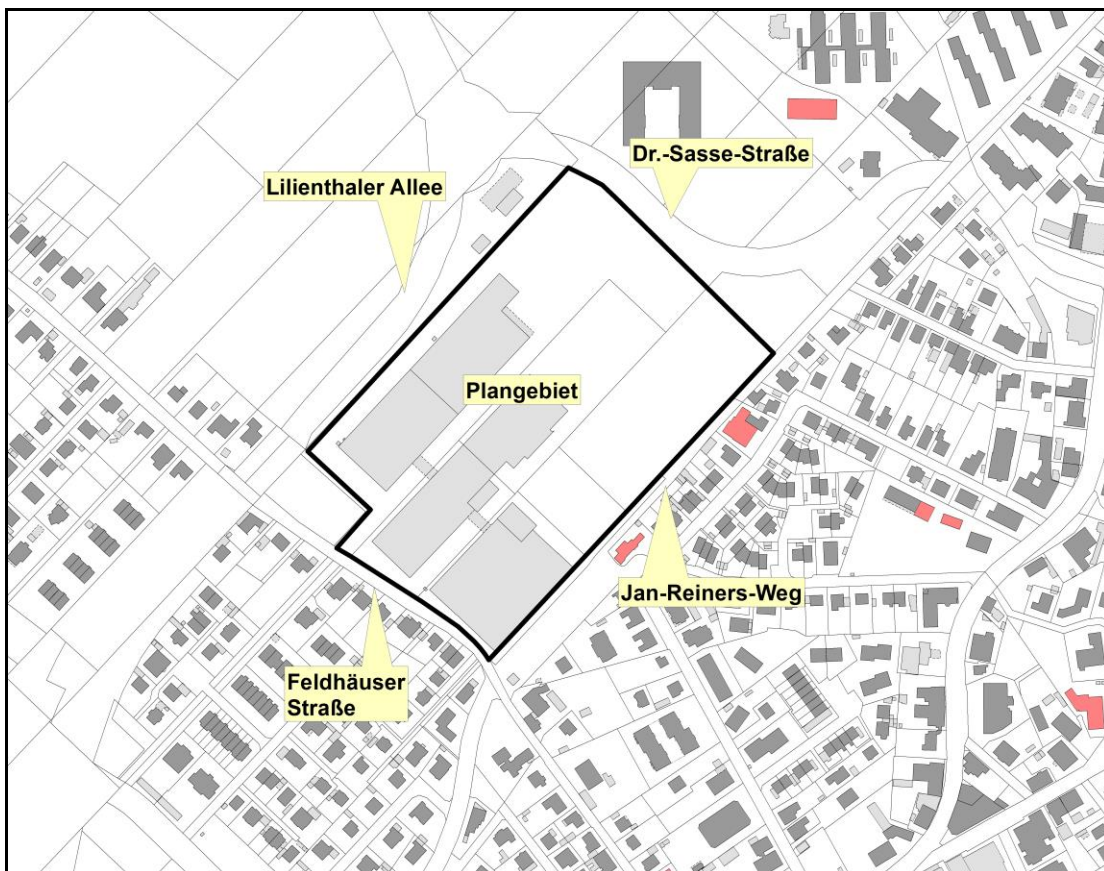 Dr.-Sasse-Straße
Lilienthaler Allee
Plangebiet
Jan-Reiners-Weg
Feldhäuser
Straße